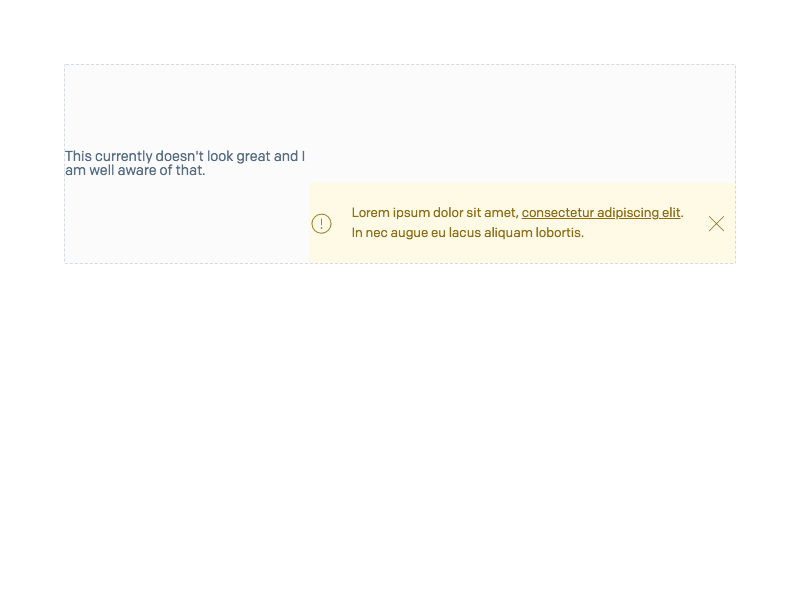 This currently doesn't look great and I
am well aware of that.
Lorem ipsum dolor sit amet, consectetur adipiscing elit.
In nec augue eu lacus aliquam lobortis.